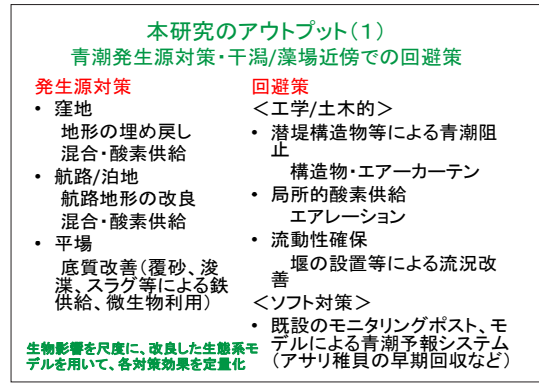 本研究のアウトプット(1)
青潮発生源対策・干潟/藻場近傍での回避策
発生源対策
• 窪地
地形の埋め戻し
混合・酸素供給
• 航路/泊地
航路地形の改良
混合・酸素供給
• 平場
底質改善(覆砂、浚
渫、スラグ等による鉄
供給、微生物利用)
生物影響を尺度に、改良した生態系モ
デルを用いて、各対策効果を定量化
回避策
<工学/土木的>
• 潜堤構造物等による青潮阻
止
構造物・エアーカーテン
• 局所的酸素供給
エアレーション
• 流動性確保
堰の設置等による流況改
善
<ソフト対策>
• 既設のモニタリングポスト、モ
デルによる青潮予報システム
(アサリ稚貝の早期回収など)